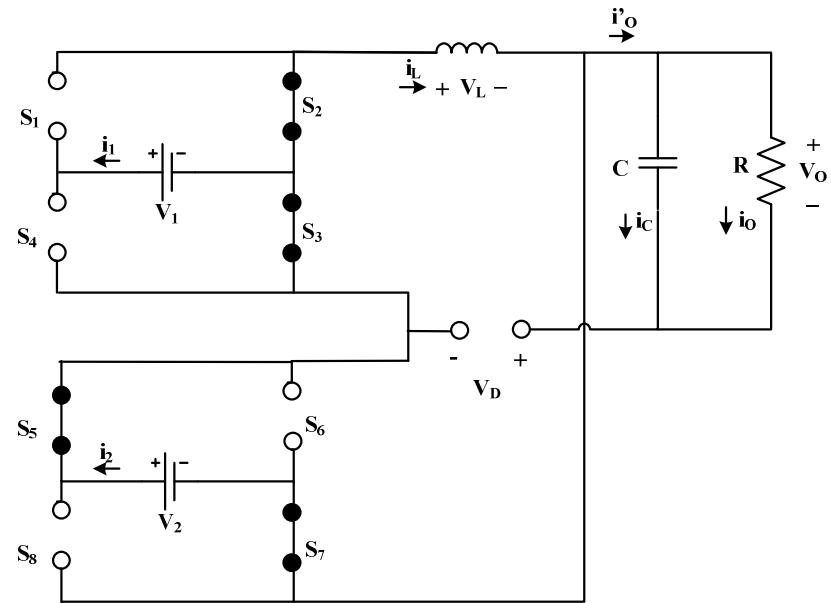 i'O
iL
+ VL −
S1
S2
i1
+ −
V1
C
R
+
VO
−
S4
S3
iC
iO
- +
VD
S5
S6
i2
+ −
V2
S8
S7